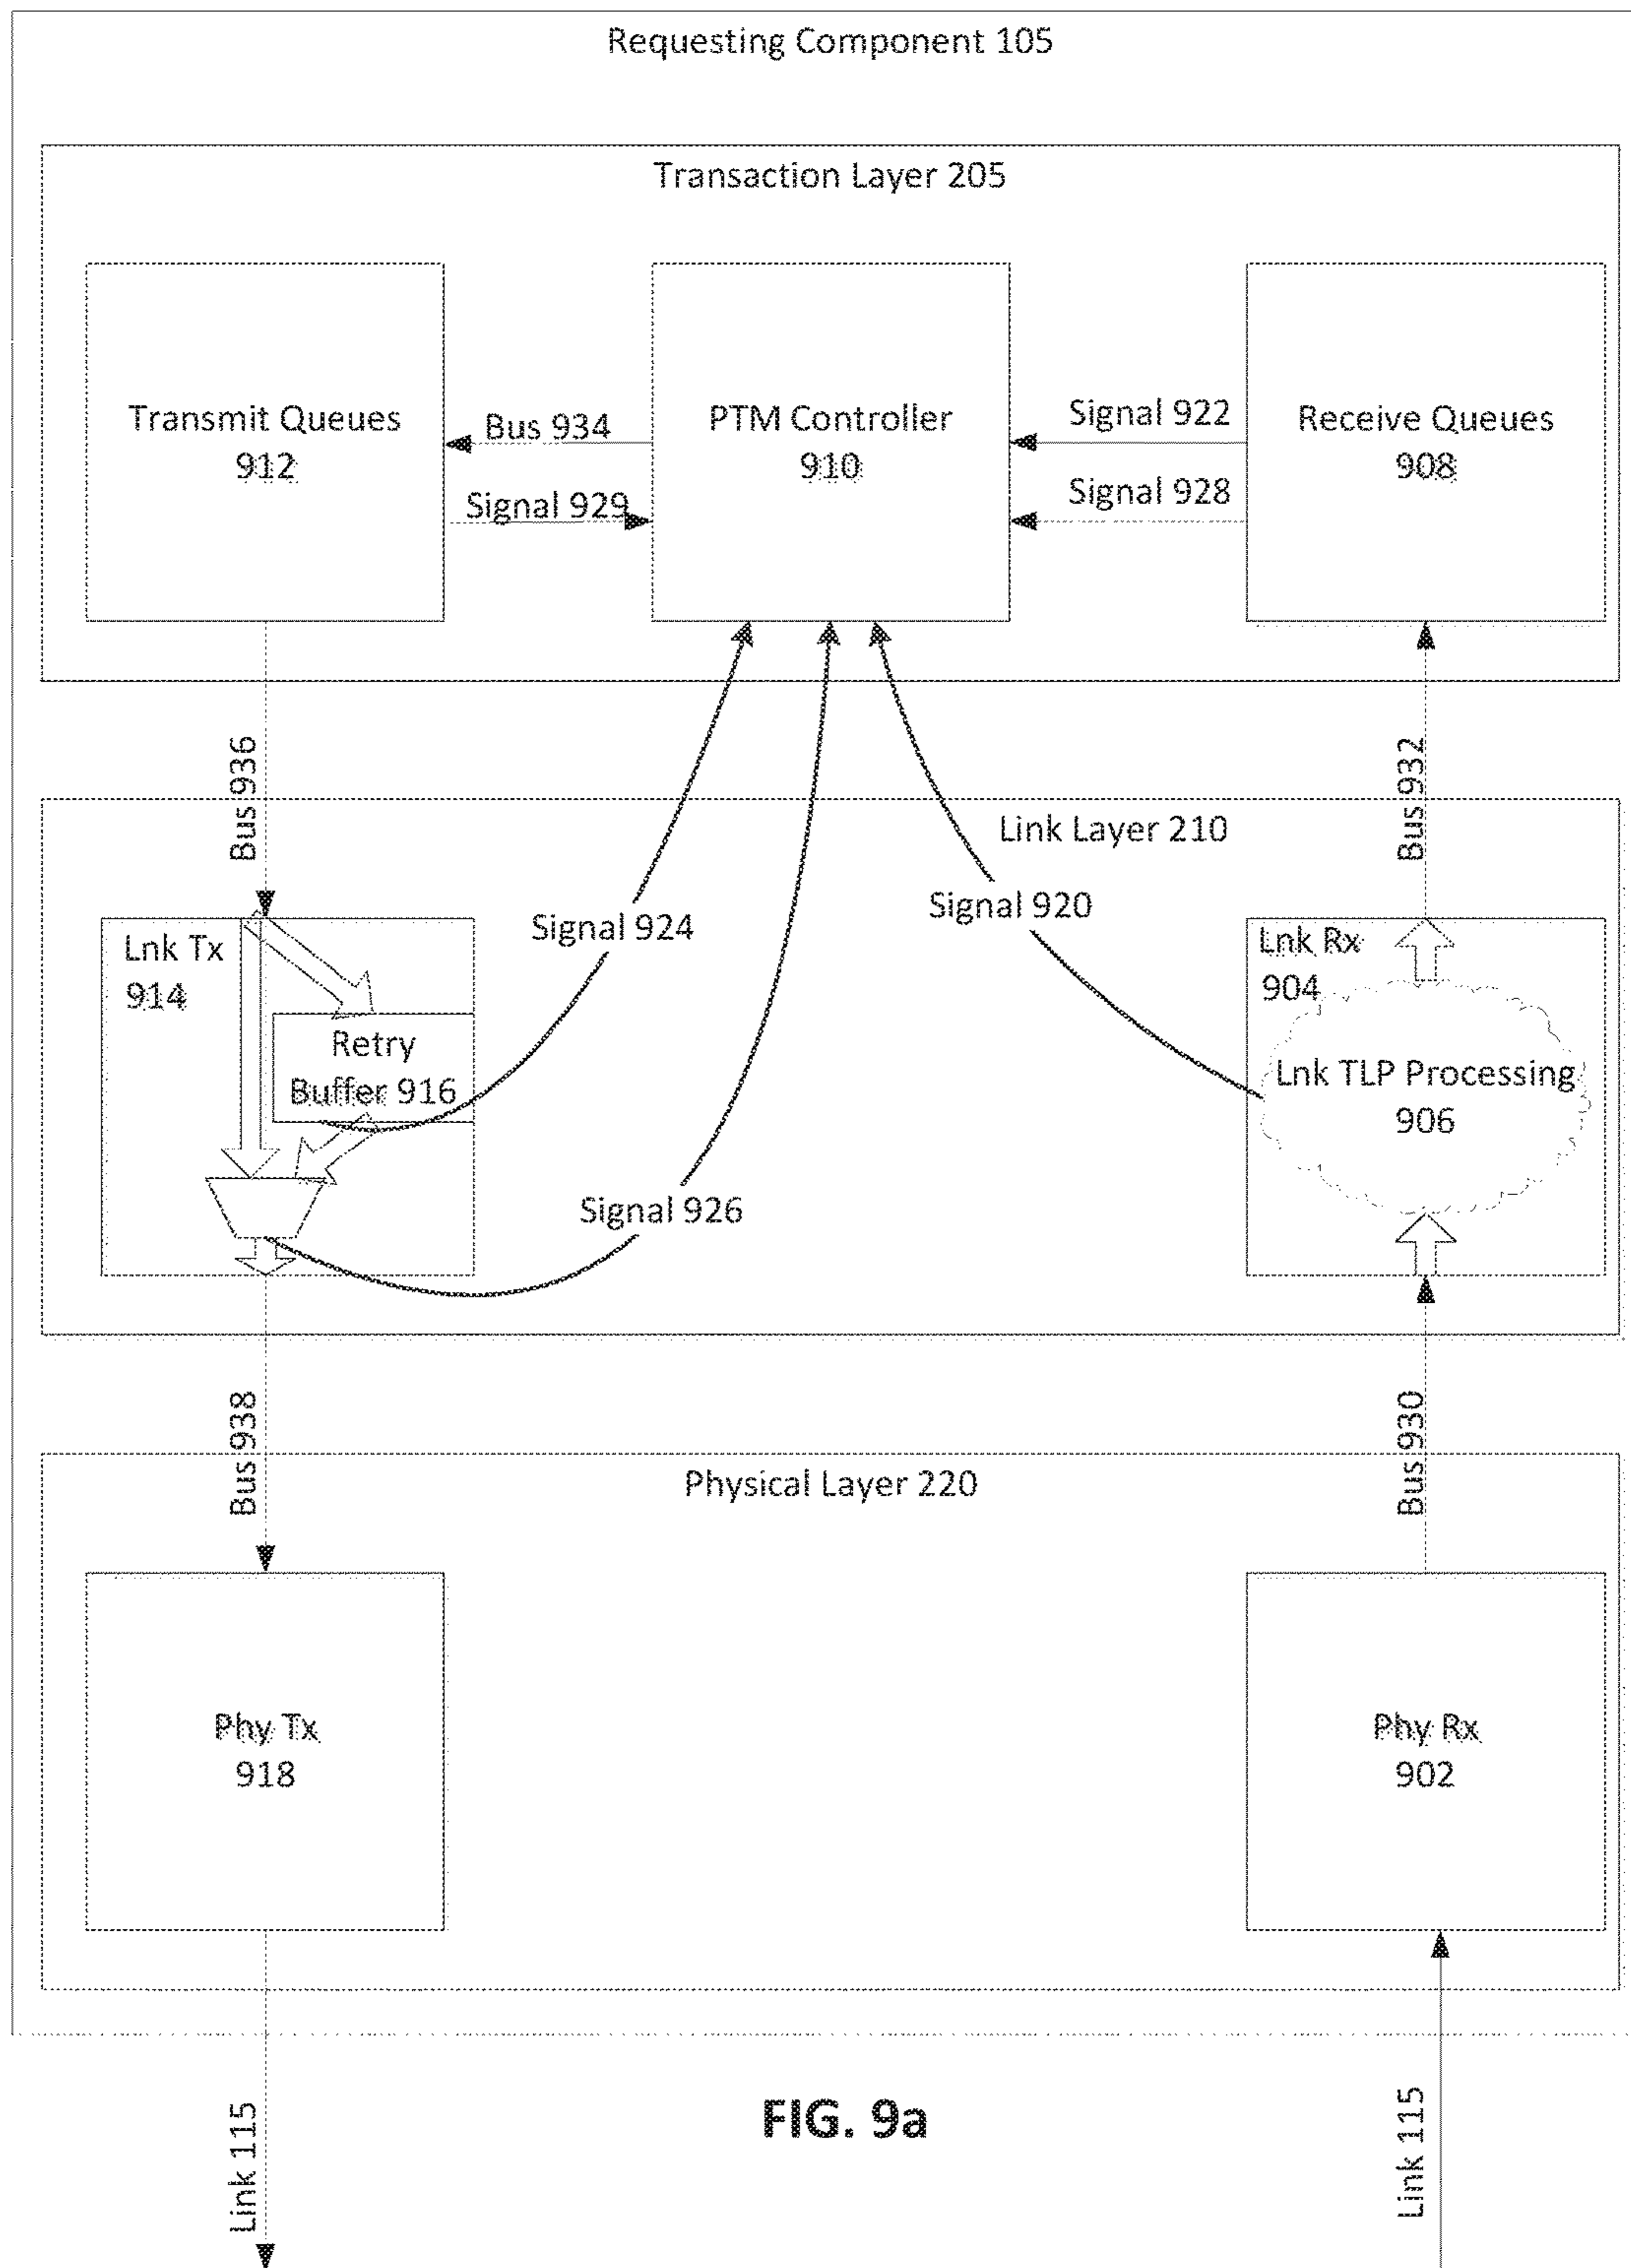 Requesting Component 105
Transaction Layer 205
Transmit Queues
912
Bus 934
Signal 929
PTM Controller
910
Signal 922
Signal 928
Receive Queues
908
Bus 936
Bus 932
Link Layer 210
Lnk Tx
914
Retry
Buffer 916
Signal 924
Signal 926
Signal 920
Lnk Rx
904
Lnk TLP Processing
906
Bus 938
Bus 930
Physical Layer 220
Phy Tx
918
Phy Rx
902
Link 115
FIG. 9a
Link 115